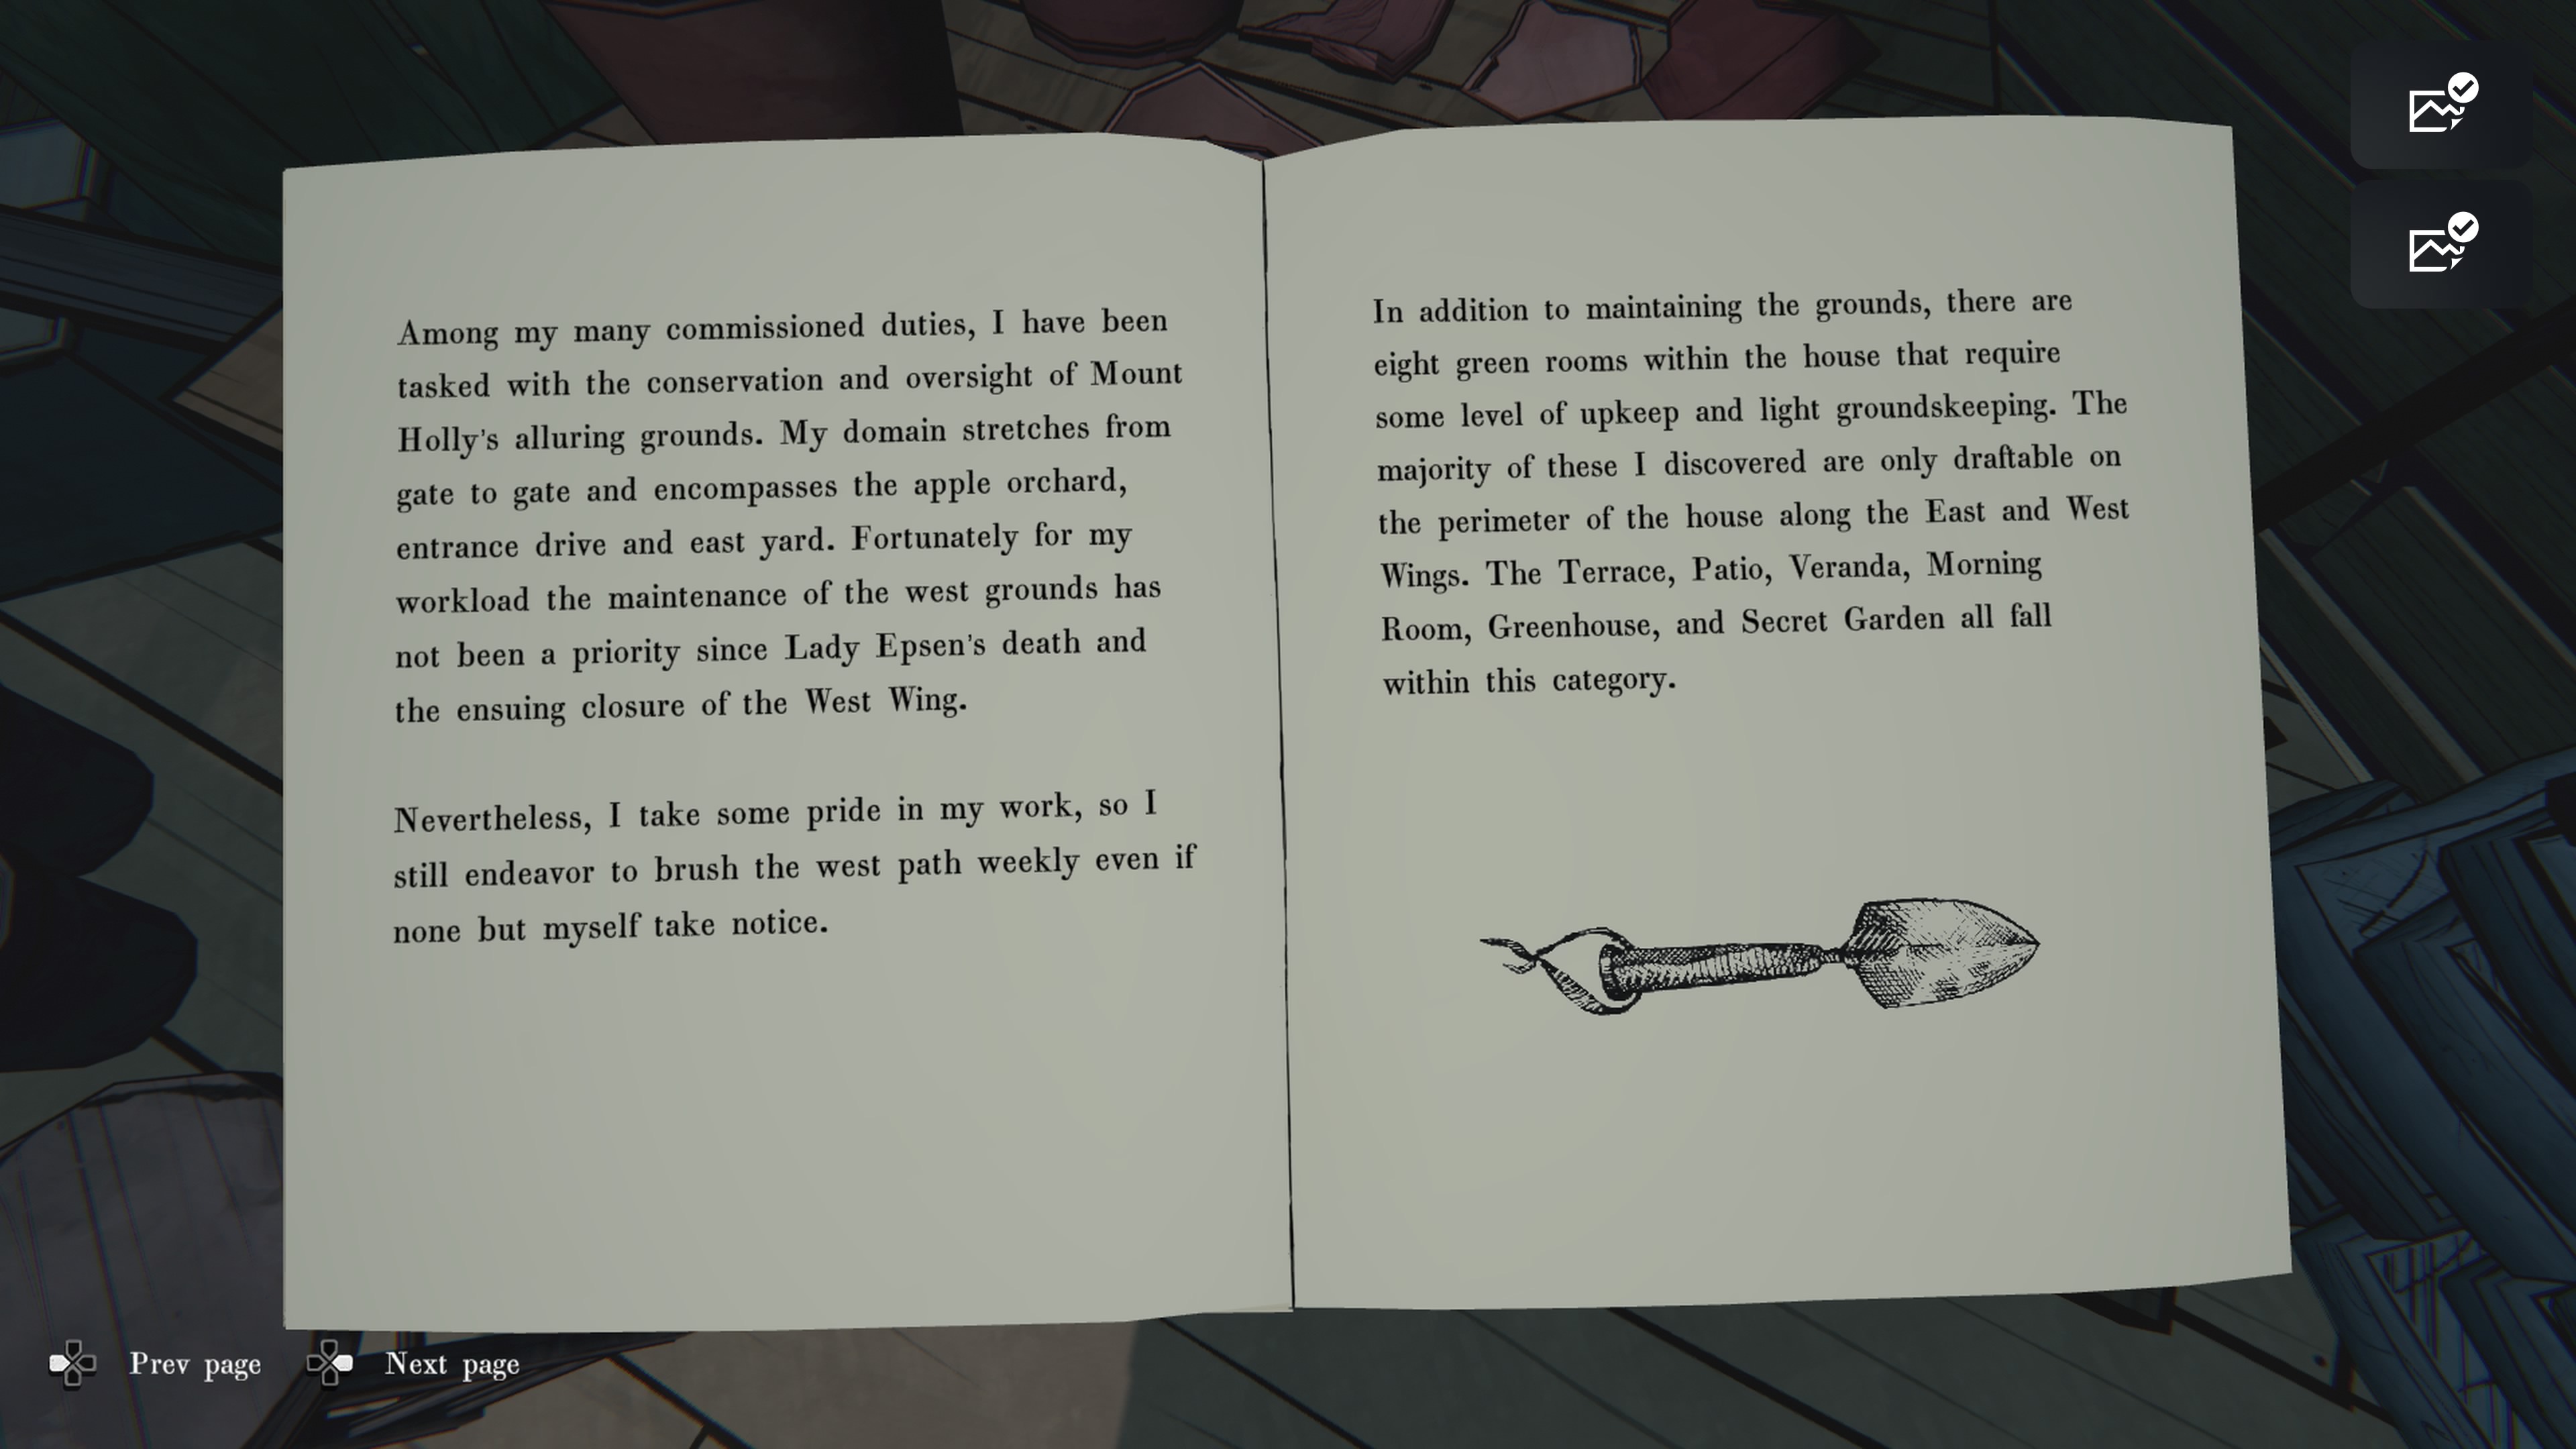 Among my many commissioned duties, I have been
tasked with the conservation and oversight of Mount
Holly's alluring grounds. My domain stretches from
gate to gate and encompasses the apple orchard,
entrance drive and east yard. Fortunately for my
workload the maintenance of the west grounds has
not been a priority since Lady Epsen's death and
the ensuing closure of the West Wing.
Nevertheless, I take some pride in my work, so I
still endeavor to brush the west path weekly even if
none but myself take notice.
In addition to maintaining the grounds, there are
eight green rooms within the house that require
some level of upkeep and light groundskeeping. The
majority of these I discovered are only draftable on
the perimeter of the house along the East and West
Wings. The Terrace, Patio, Veranda, Morning
Room, Greenhouse, and Secret Garden all fall
within this category.
Prev page
Next page